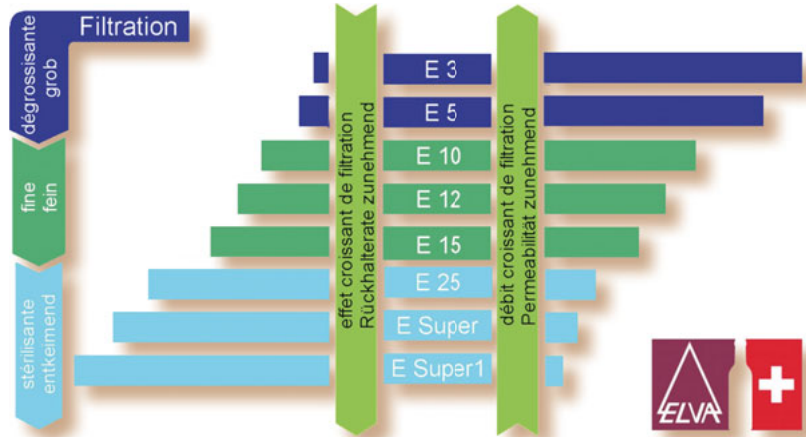 Filtration
dégrossisante
grob
fine
fein
stérilisante
entkeimend
effet croissant de filtration
Rückhalterate zunehmend
E 3
E 5
E 10
E 12
E 15
E 25
E Super
E Super1
débit croissant de filtration
Permeabilität zunehmend
ELVA